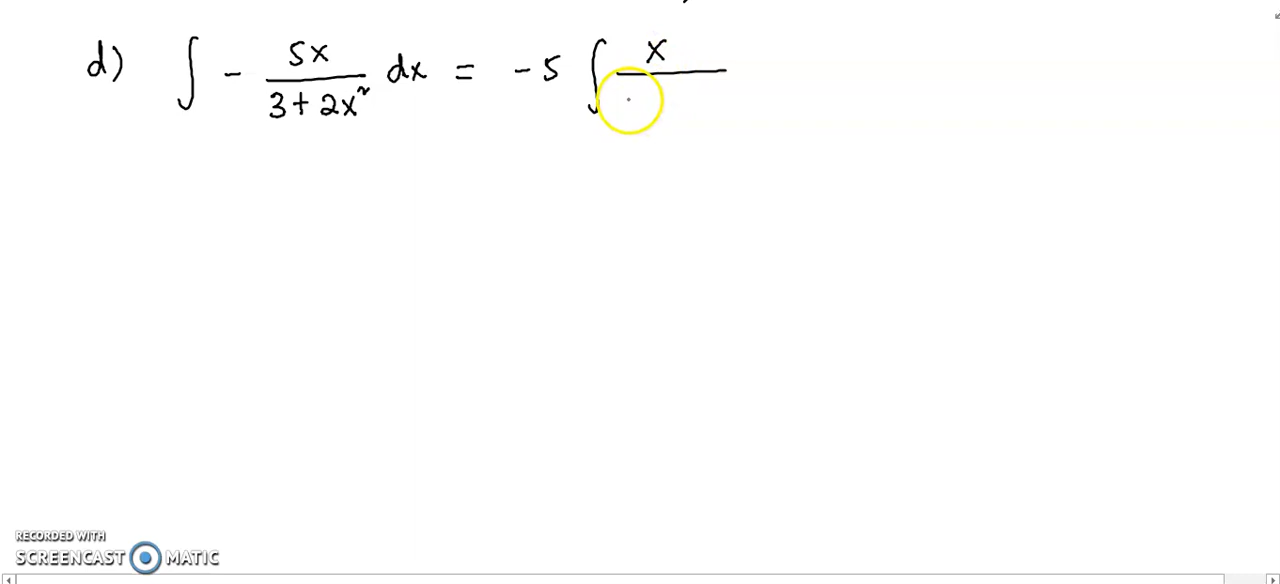 d) ∫ - 5x / 3 + 2x² dx = -5 ∫ x
RECORDED WITH
SCREENCAST MATIC